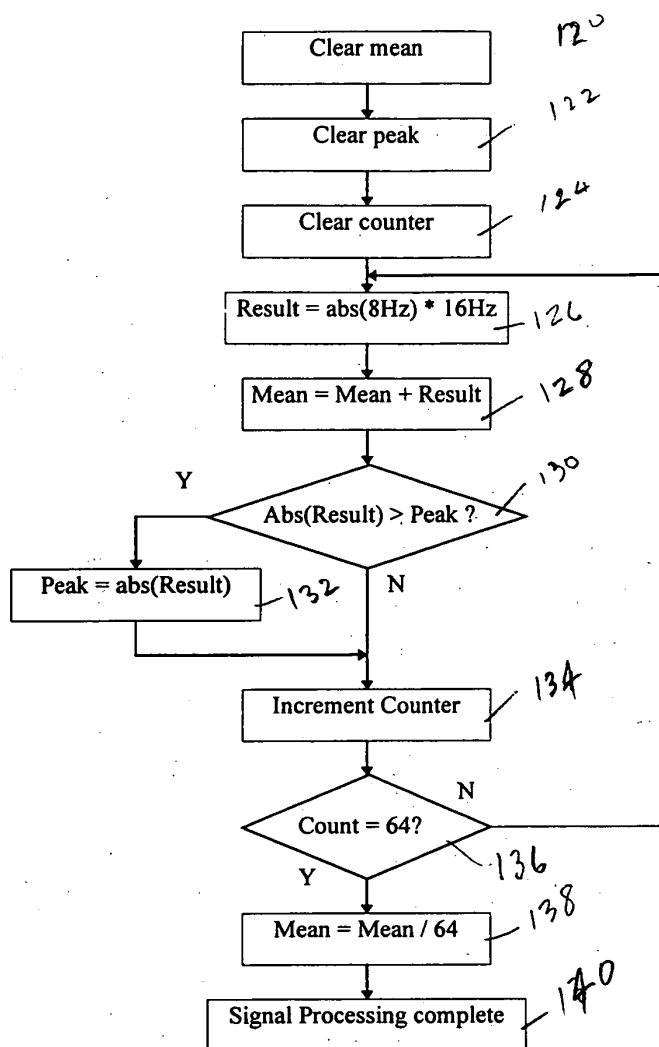 Clear mean
120
Clear peak
122
Clear counter
124
Result = abs(8Hz) * 16Hz
126
Mean = Mean + Result
128
Y
Abs(Result) > Peak ?
130
Peak = abs(Result)
132
N
Increment Counter
134
N
Count = 64?
136
Y
Mean = Mean / 64
138
Signal Processing complete
140